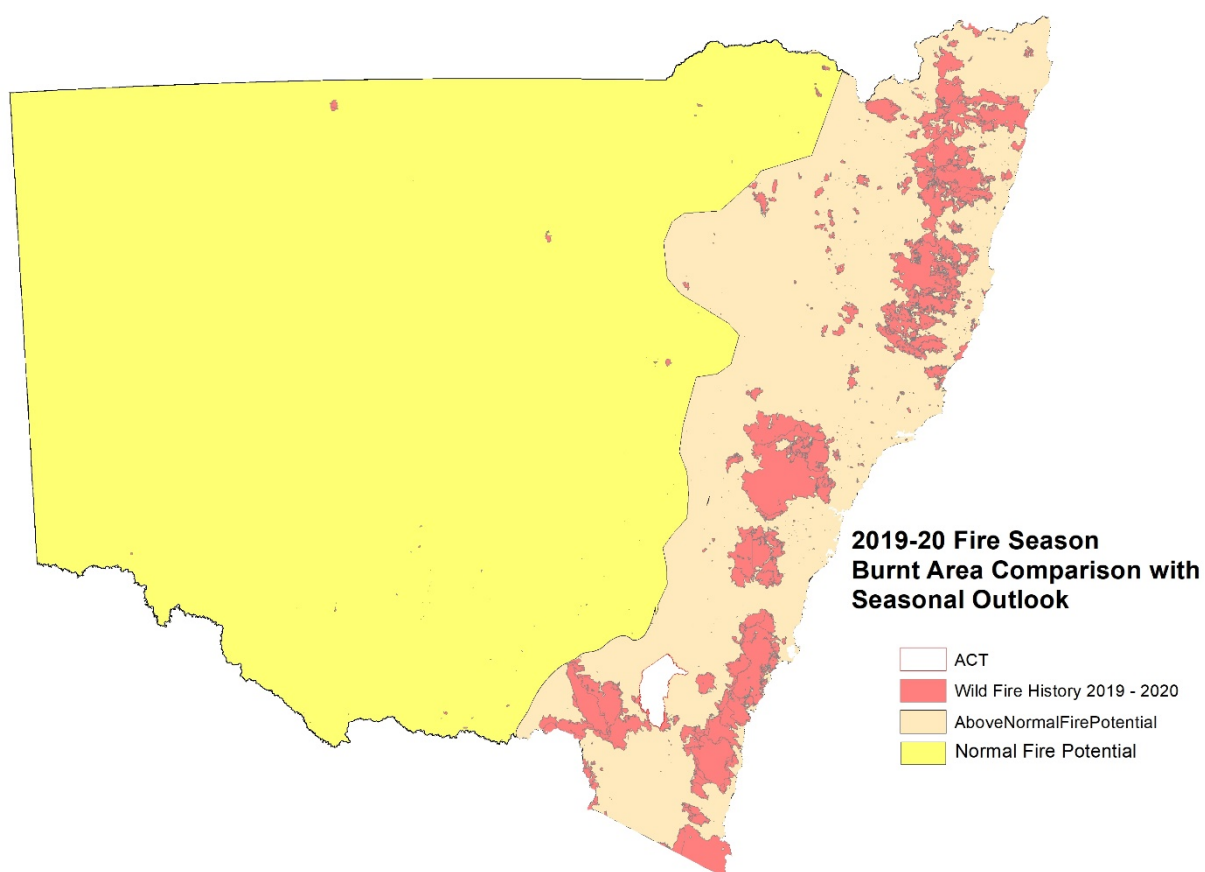 2019-20 Fire Season
Burnt Area Comparison with
Seasonal Outlook
ACT
Wild Fire History 2019 - 2020
AboveNormalFirePotential
Normal Fire Potential